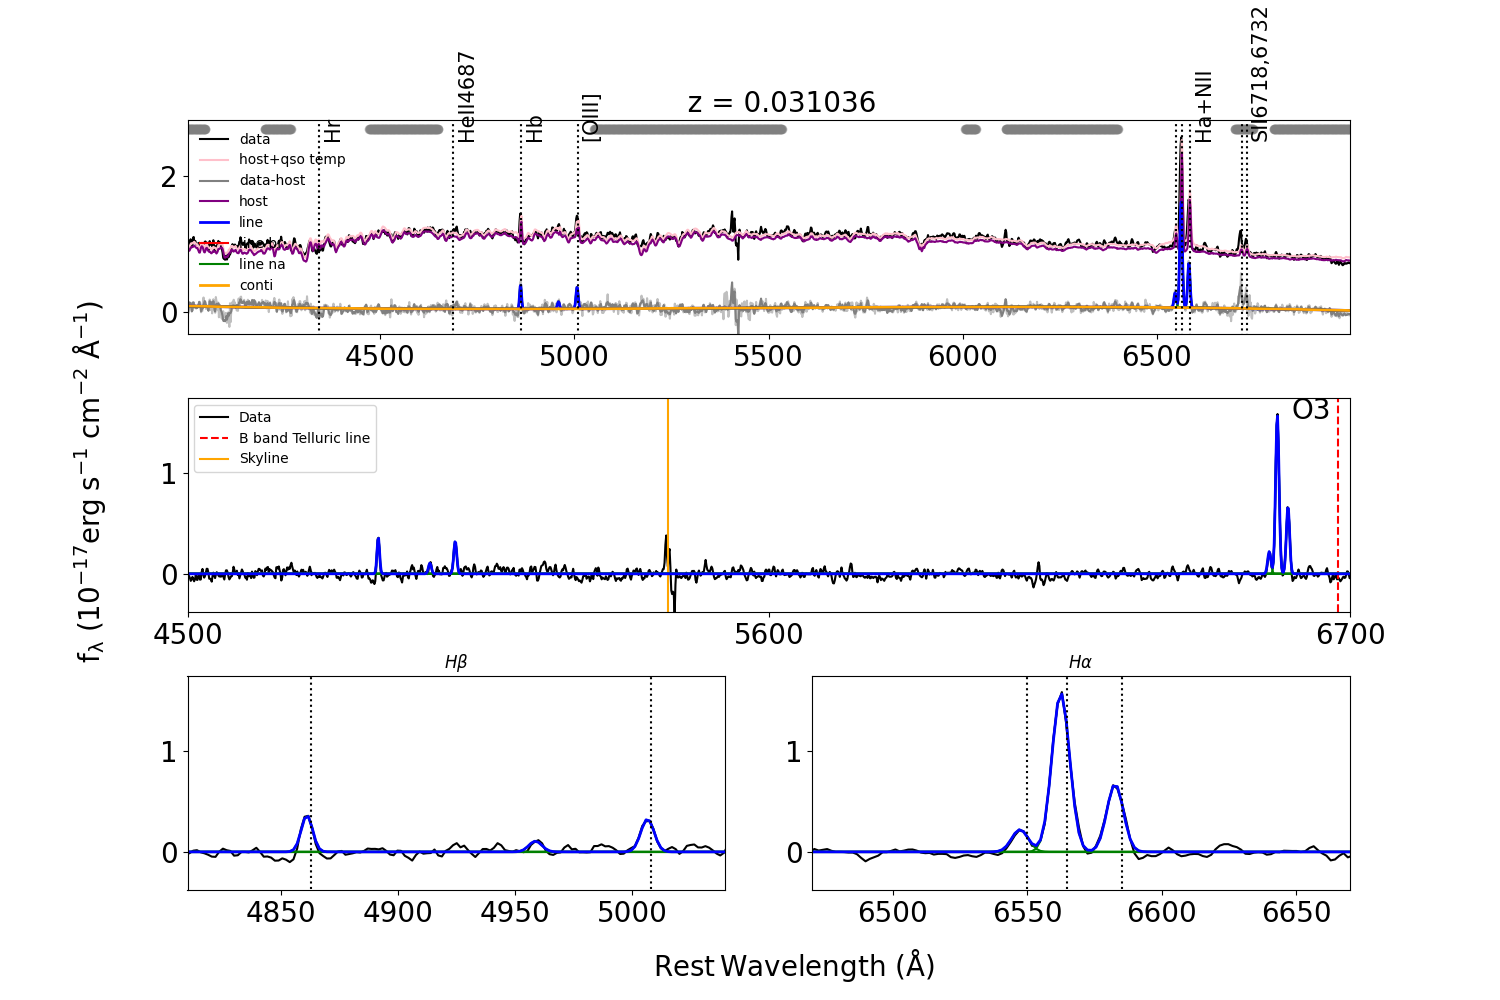 z = 0.031036
Hr
HeII4687
Hb
[OIII]
Ha+NII
SII6718,6732
data
host+qso temp
data-host
host
line
line na
conti
2
0
4500
5000
5500
6000
6500
Data
B band Telluric line
Skyline
O3
1
0
4500
5600
6700
fλ (10⁻¹⁷erg s⁻¹ cm⁻² Å⁻¹)
Hβ
1
0
4850
4900
4950
5000
Hα
1
0
6500
6550
6600
6650
Rest Wavelength (Å)